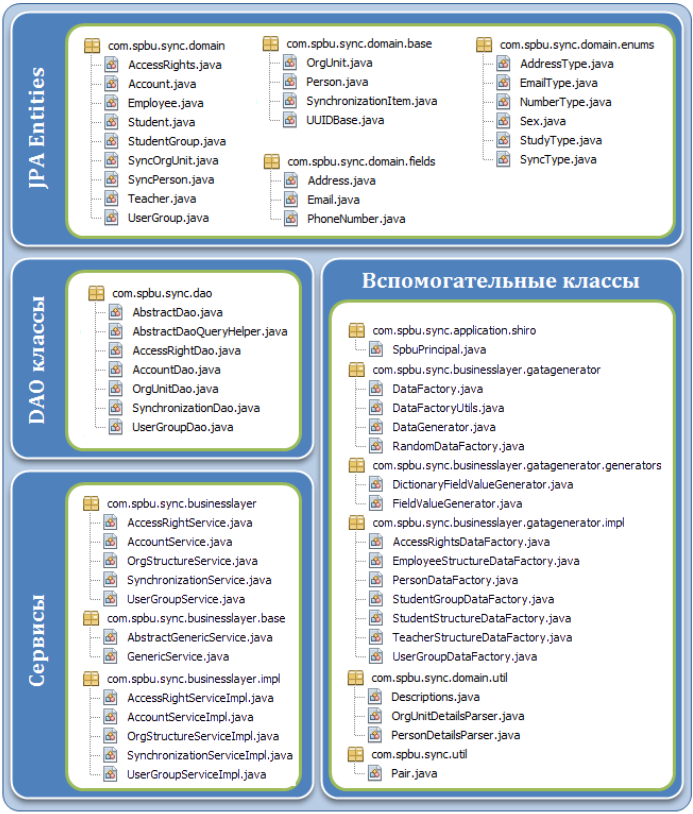 JPA Entities
com.spbu.sync.domain
AccessRights.java
Account.java
Employee.java
Student.java
StudentGroup.java
SyncOrgUnit.java
SyncPerson.java
Teacher.java
UserGroup.java
com.spbu.sync.domain.base
OrgUnit.java
Person.java
SynchronizationItem.java
UUIDBase.java
com.spbu.sync.domain.fields
Address.java
Email.java
PhoneNumber.java
com.spbu.sync.domain.enums
AddressType.java
EmailType.java
NumberType.java
Sex.java
StudyType.java
SyncType.java
DAO классы
com.spbu.sync.dao
AbstractDao.java
AbstractDaoQueryHelper.java
AccessRightDao.java
AccountDao.java
OrgUnitDao.java
SynchronizationDao.java
UserGroupDao.java
Сервисы
com.spbu.sync.businesslayer
AccessRightService.java
AccountService.java
OrgStructureService.java
SynchronizationService.java
UserGroupService.java
com.spbu.sync.businesslayer.base
AbstractGenericService.java
GenericService.java
com.spbu.sync.businesslayer.impl
AccessRightServiceImpl.java
AccountServiceImpl.java
OrgStructureServiceImpl.java
SynchronizationServiceImpl.java
UserGroupServiceImpl.java
Вспомогательные классы
com.spbu.sync.application.shiro
SpbuPrincipal.java
com.spbu.sync.businesslayer.gatagenerator
DataFactory.java
DataFactoryUtils.java
DataGenerator.java
RandomDataFactory.java
com.spbu.sync.businesslayer.gatagenerator.generators
DictionaryFieldValueGenerator.java
FieldValueGenerator.java
com.spbu.sync.businesslayer.gatagenerator.impl
AccessRightsDataFactory.java
EmployeeStructureDataFactory.java
PersonDataFactory.java
StudentGroupDataFactory.java
StudentStructureDataFactory.java
TeacherStructureDataFactory.java
UserGroupDataFactory.java
com.spbu.sync.domain.util
Descriptions.java
OrgUnitDetailsParser.java
PersonDetailsParser.java
com.spbu.sync.util
Pair.java